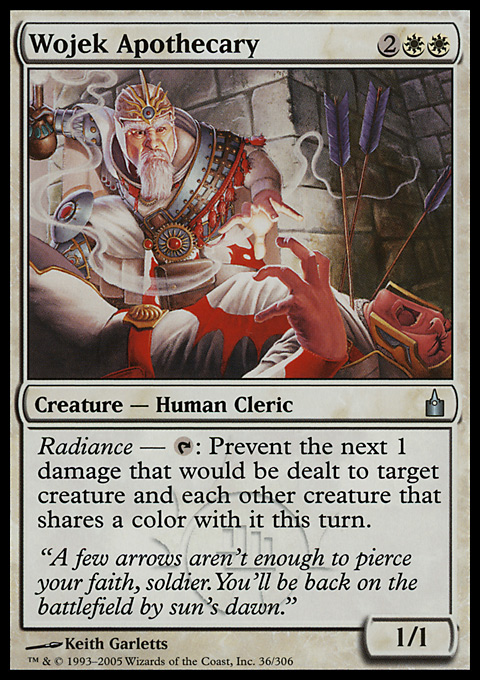 Wojek Apothecary 2
Creature — Human Cleric
Radiance — : Prevent the next 1
damage that would be dealt to target
creature and each other creature that
shares a color with it this turn.
“A few arrows aren’t enough to pierce
your faith, soldier. You’ll be back on the
battlefield by sun’s dawn.”
Keith Garletts
1/1
™ & © 1993–2005 Wizards of the Coast, Inc. 36/306